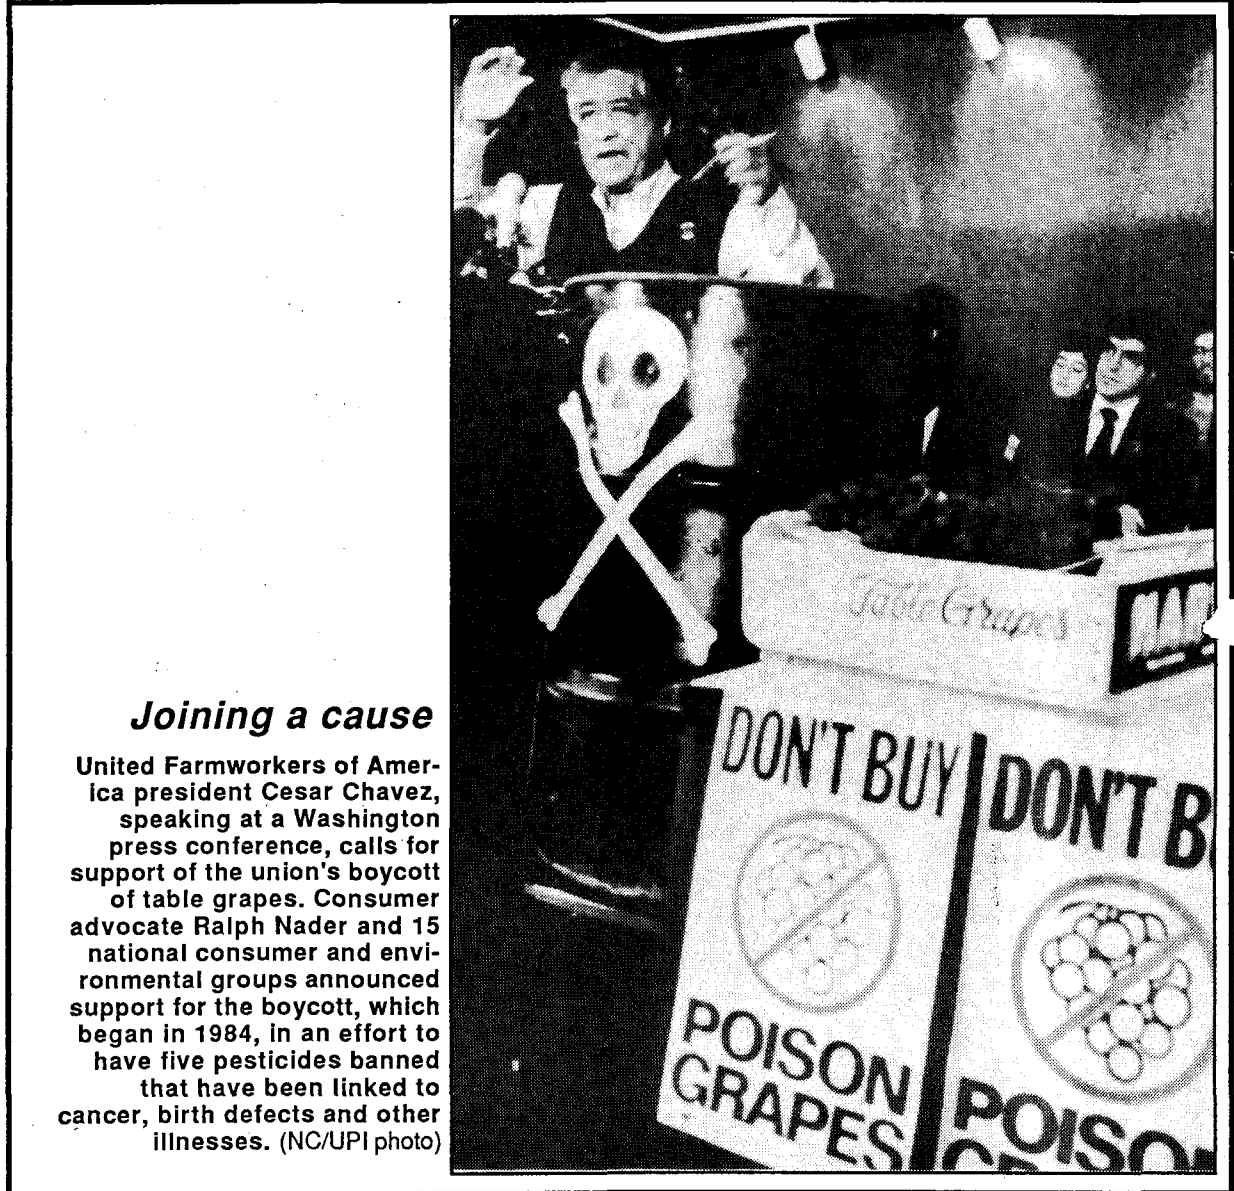 Joining a cause
United Farmworkers of Amer-
ica president Cesar Chavez,
speaking at a Washington
press conference, calls for
support of the union's boycott
of table grapes. Consumer
advocate Ralph Nader and 15
national consumer and envi-
ronmental groups announced
support for the boycott, which
began in 1984, in an effort to
have five pesticides banned
that have been linked to
cancer, birth defects and other
illnesses. (NC/UPI photo)
Table Grapes
DON'T BUY
POISON
GRAPES
DON'T B
POISON